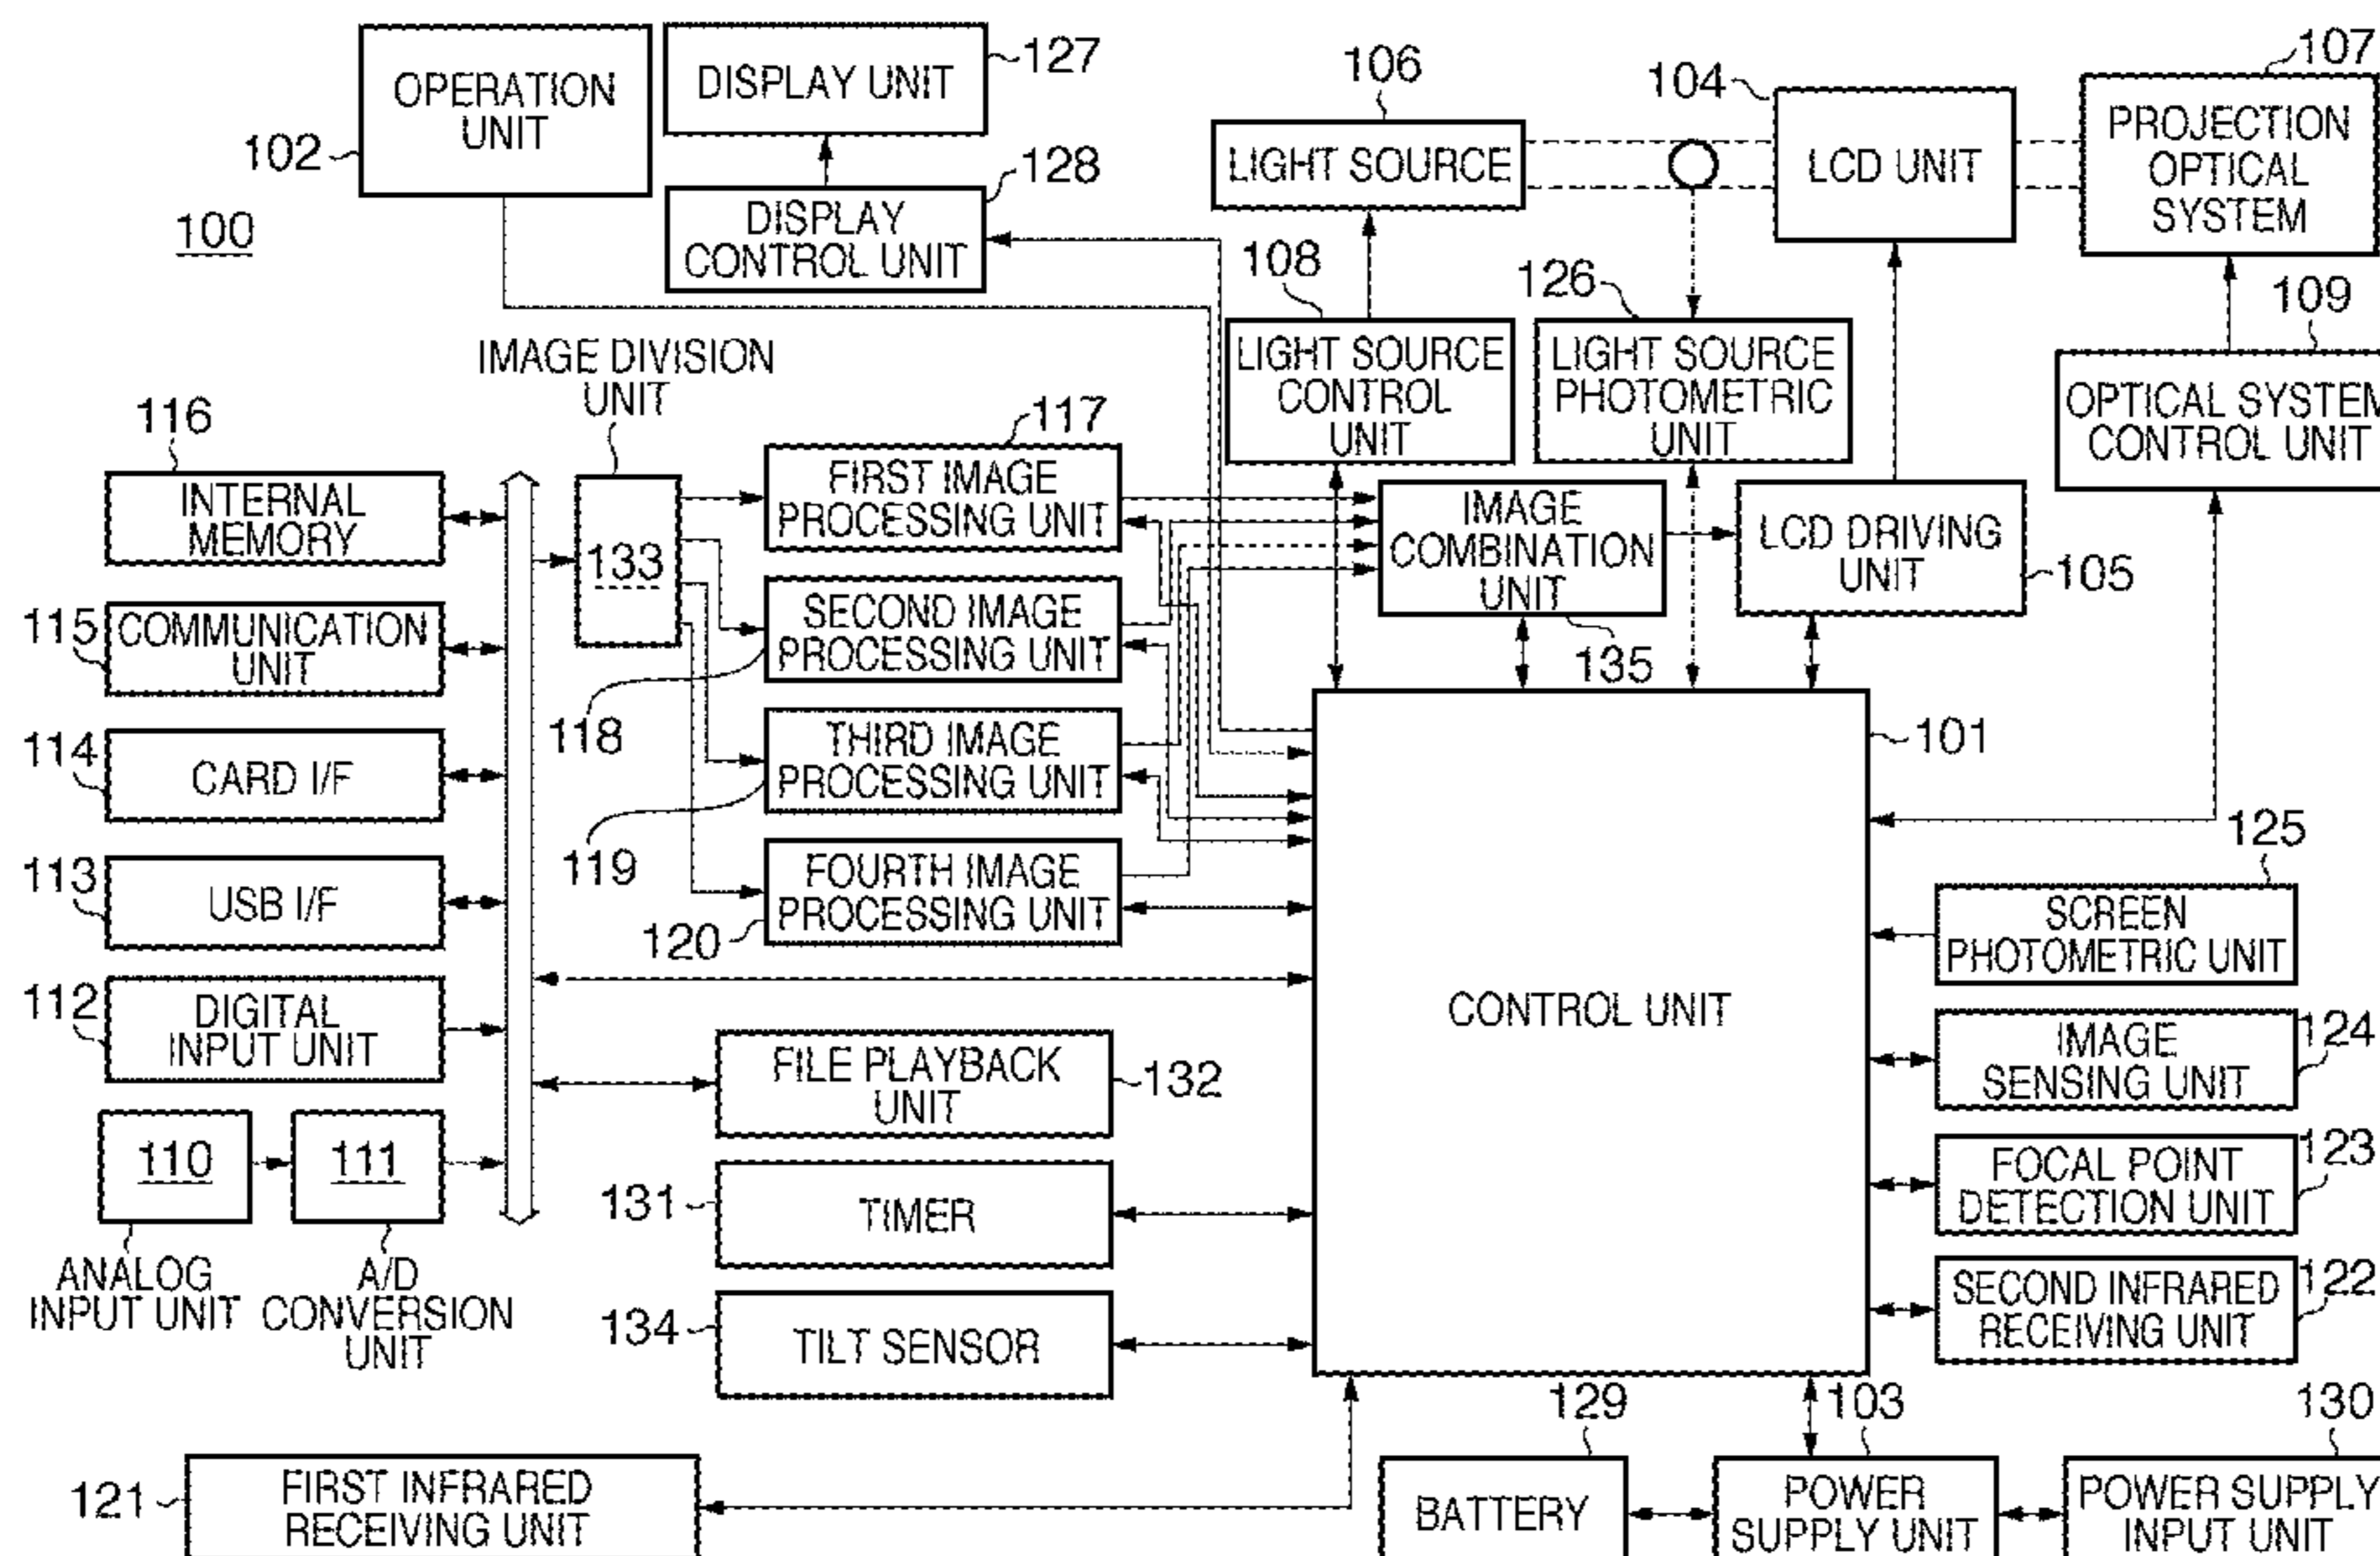 OPERATION
UNIT
102
DISPLAY UNIT
127
DISPLAY
CONTROL UNIT
128
100
106
LIGHT SOURCE
104
LCD UNIT
107
PROJECTION
OPTICAL
SYSTEM
108
LIGHT SOURCE
CONTROL
UNIT
126
LIGHT SOURCE
PHOTOMETRIC
UNIT
109
OPTICAL SYSTEM
CONTROL UNIT
IMAGE DIVISION
UNIT
133
116
INTERNAL
MEMORY
115
COMMUNICATION
UNIT
114
CARD I/F
113
USB I/F
112
DIGITAL
INPUT UNIT
110
ANALOG
INPUT UNIT
111
A/D
CONVERSION
UNIT
117
FIRST IMAGE
PROCESSING UNIT
SECOND IMAGE
PROCESSING UNIT
118
THIRD IMAGE
PROCESSING UNIT
119
FOURTH IMAGE
PROCESSING UNIT
120
IMAGE
COMBINATION
UNIT
135
LCD DRIVING
UNIT
105
CONTROL UNIT
101
125
SCREEN
PHOTOMETRIC UNIT
124
IMAGE
SENSING UNIT
123
FOCAL POINT
DETECTION UNIT
122
SECOND INFRARED
RECEIVING UNIT
FILE PLAYBACK
UNIT
132
131
TIMER
134
TILT SENSOR
121
FIRST INFRARED
RECEIVING UNIT
129
BATTERY
103
POWER
SUPPLY UNIT
130
POWER SUPPLY
INPUT UNIT